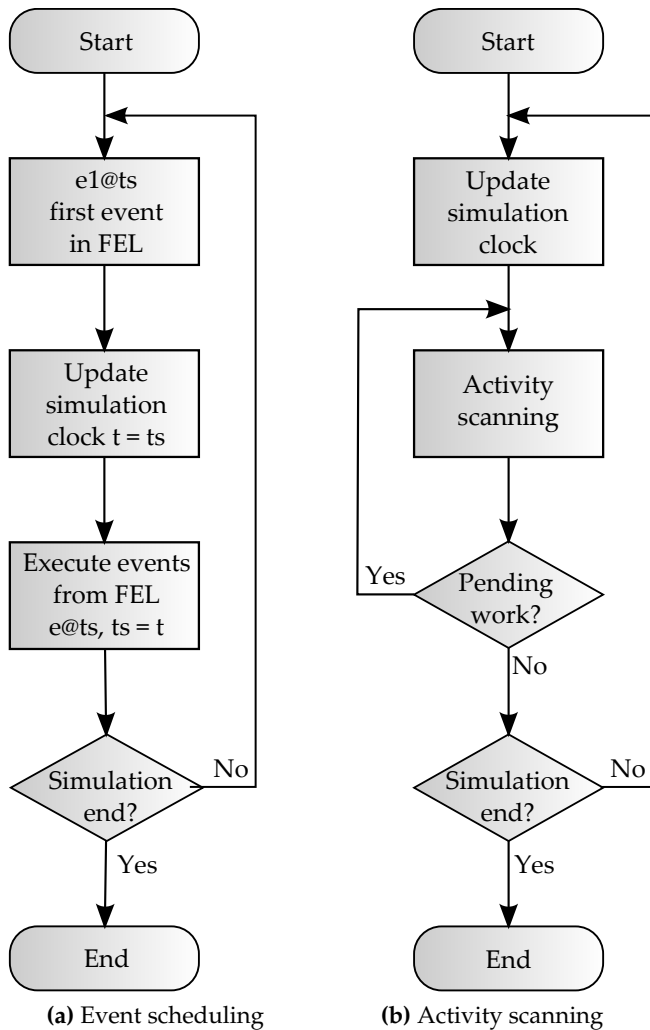 Start
e1@ts
first event
in FEL
Update
simulation
clock t = ts
Execute events
from FEL
e@ts, ts = t
Simulation
end?
No
Yes
End
(a) Event scheduling
Start
Update
simulation
clock
Activity
scanning
Pending
work?
Yes
No
Simulation
end?
No
Yes
End
(b) Activity scanning